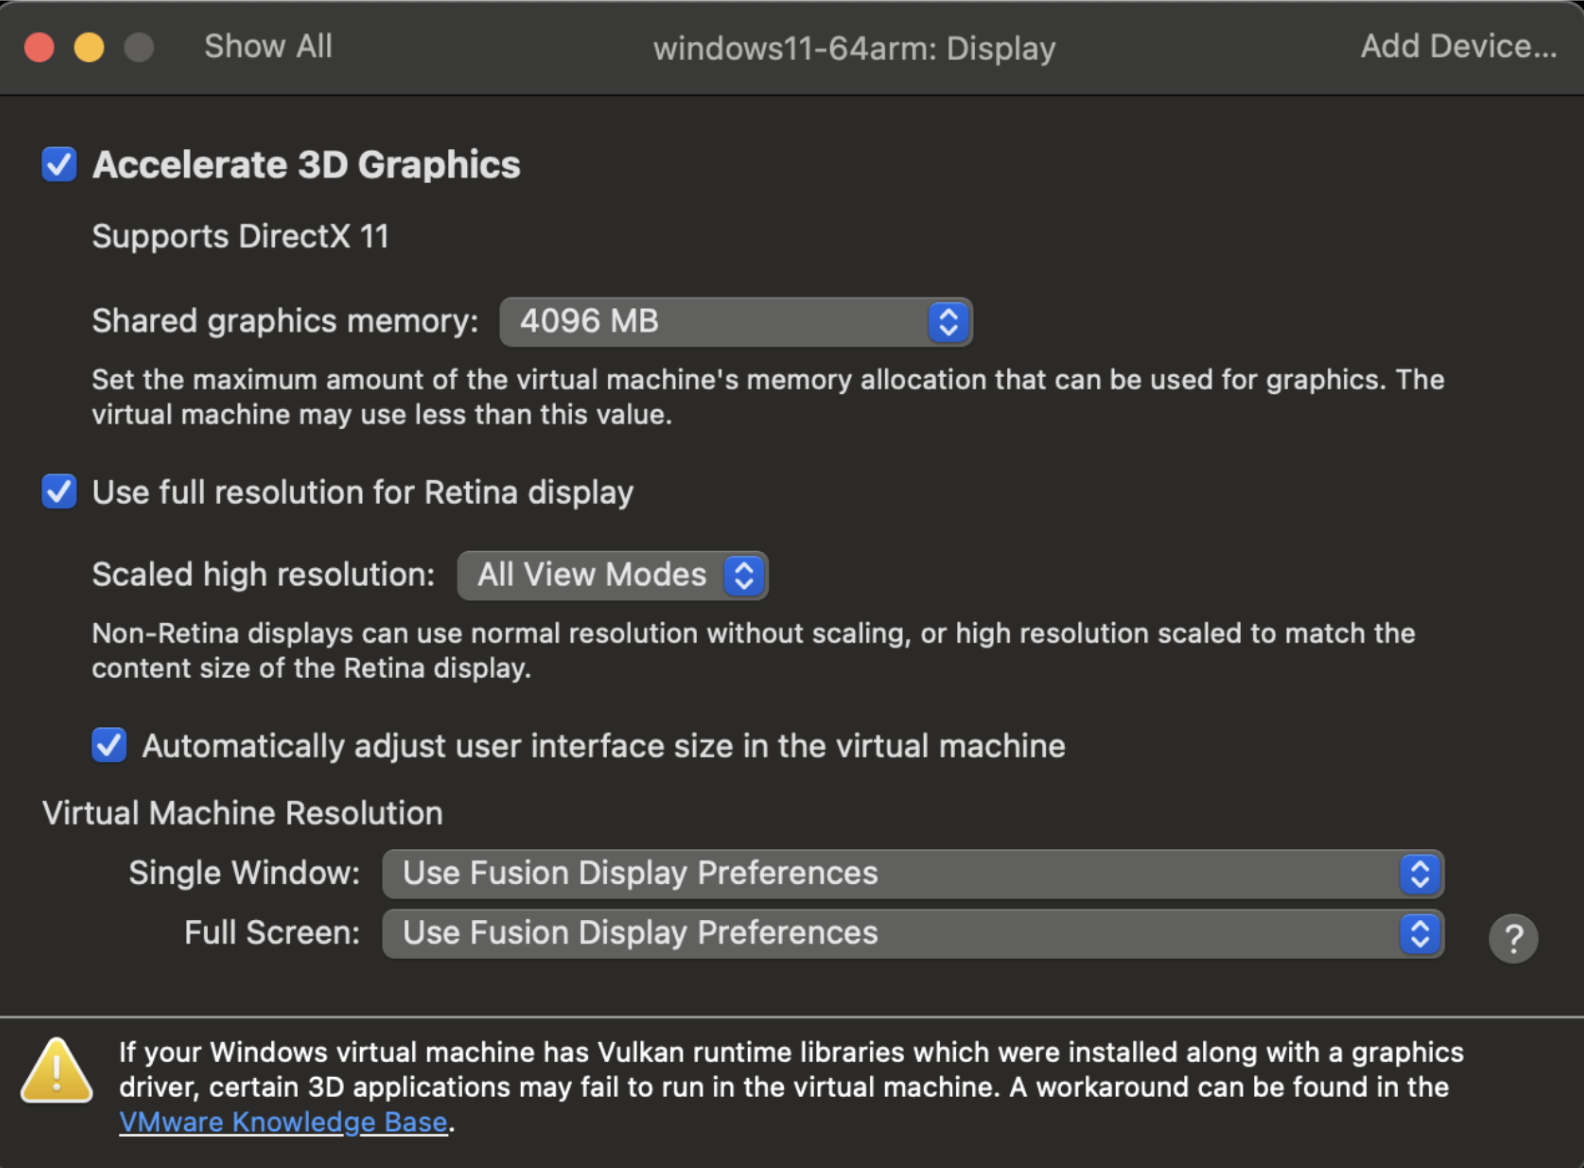 Show All
windows11-64arm: Display
Add Device...
Accelerate 3D Graphics
Supports DirectX 11
Shared graphics memory: 4096 MB
Set the maximum amount of the virtual machine's memory allocation that can be used for graphics. The
virtual machine may use less than this value.
Use full resolution for Retina display
Scaled high resolution: All View Modes
Non-Retina displays can use normal resolution without scaling, or high resolution scaled to match the
content size of the Retina display.
Automatically adjust user interface size in the virtual machine
Virtual Machine Resolution
Single Window: Use Fusion Display Preferences
Full Screen: Use Fusion Display Preferences
?
If your Windows virtual machine has Vulkan runtime libraries which were installed along with a graphics
driver, certain 3D applications may fail to run in the virtual machine. A workaround can be found in the
VMware Knowledge Base.